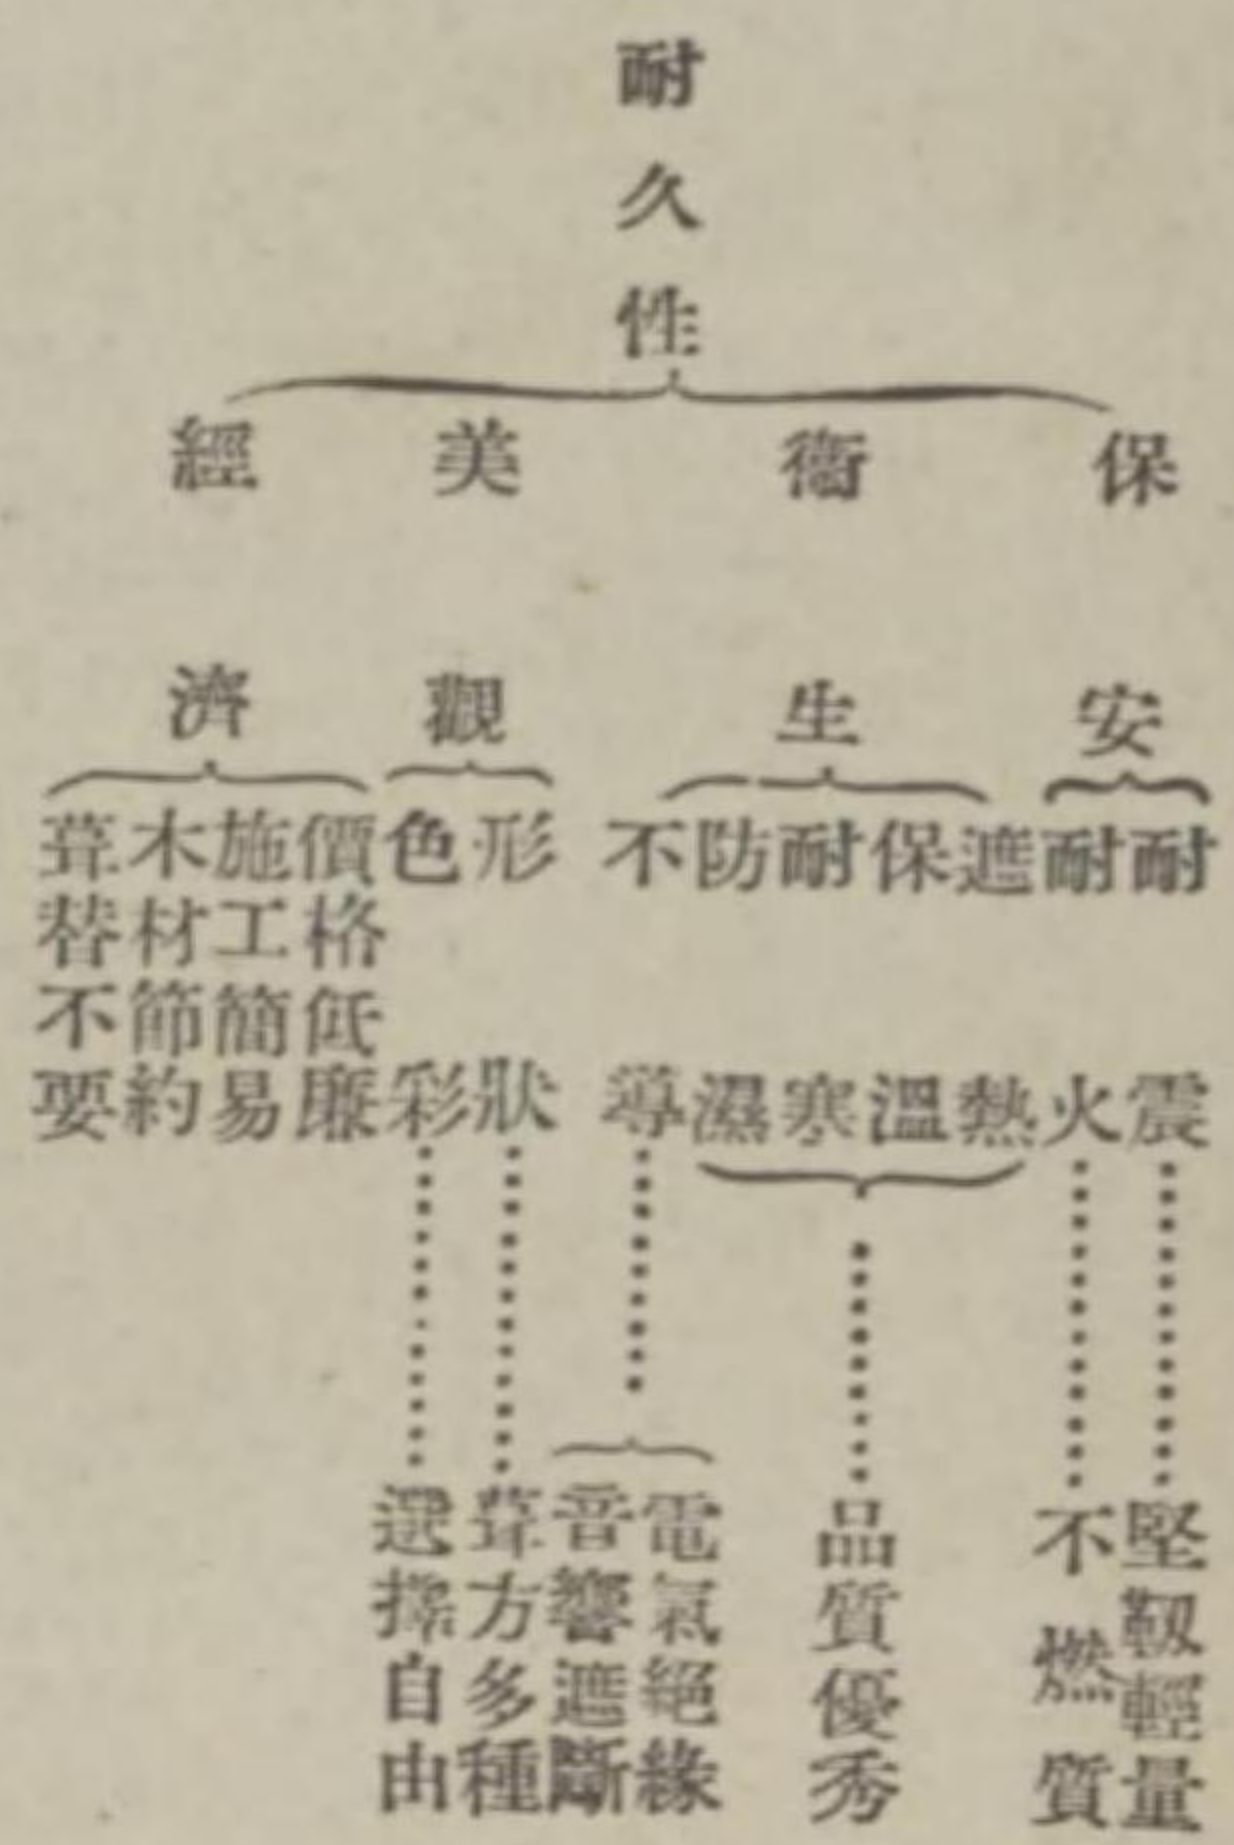 耐久性
保安
耐震……堅靱輕量
耐火……不燃質
衞生
遮熱
保溫
耐寒
防濕
……品質優秀
不導……
電氣絕緣
音響遮斷
美觀
形狀……葺方多種
色彩……選擇自由
經濟
價格低廉
施工簡易
木材節約
葺替不要